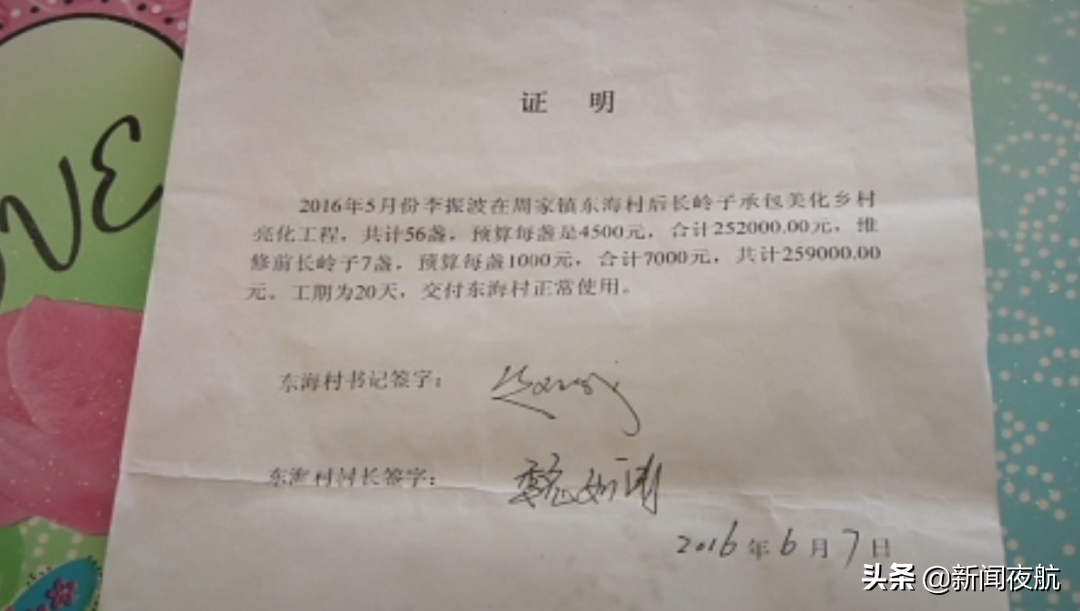 证 明
2016年5月份李振波在周家镇东海村后长岭子承包美化乡村
亮化工程，共计56盏，预算每盏是4500元，合计252000.00元，维
修前长岭子7盏，预算每盏1000元，合计7000元，共计259000.00
元。工期为20天，交付东海村正常使用。
东海村书记签字：
东海村村长签字：
2016年6月7日
头条 @新闻夜航